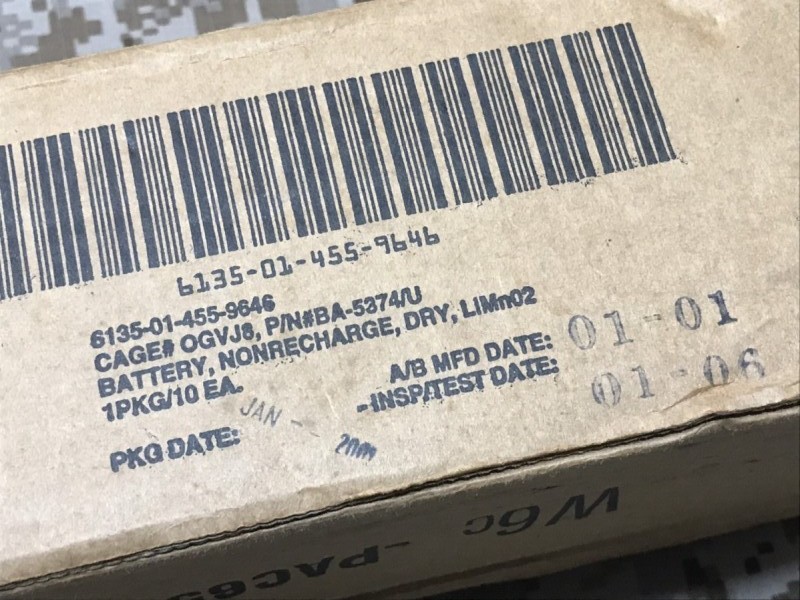 6135-01-455-9646
6135-01-455-9646
CAGE# OGVJ8, P/N#BA-5374/U
BATTERY, NONRECHARGE, DRY, LIMn02
1PKG/10 EA.
A/B MFD DATE: 01-01
-INSP/TEST DATE: 01-06
PKG DATE: JAN -
W6c -PAC65